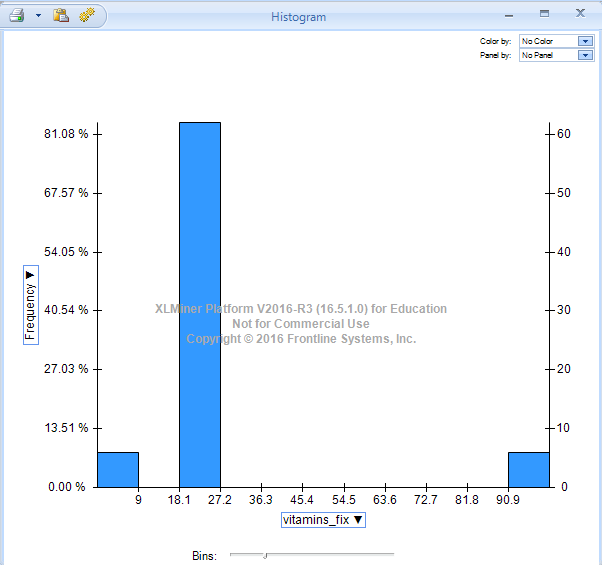 Histogram
Color by: No Color
Panel by: No Panel
81.08 % 60
67.57 % 50
54.05 % 40
40.54 % 30
27.03 % 20
13.51 % 10
0.00 % 0
Frequency ▼
XLMiner Platform V2016-R3 (16.5.1.0) for Education
Not for Commercial Use
Copyright © 2016 Frontline Systems, Inc.
9 18.1 27.2 36.3 45.4 54.5 63.6 72.7 81.8 90.9
vitamins_fix ▼
Bins: